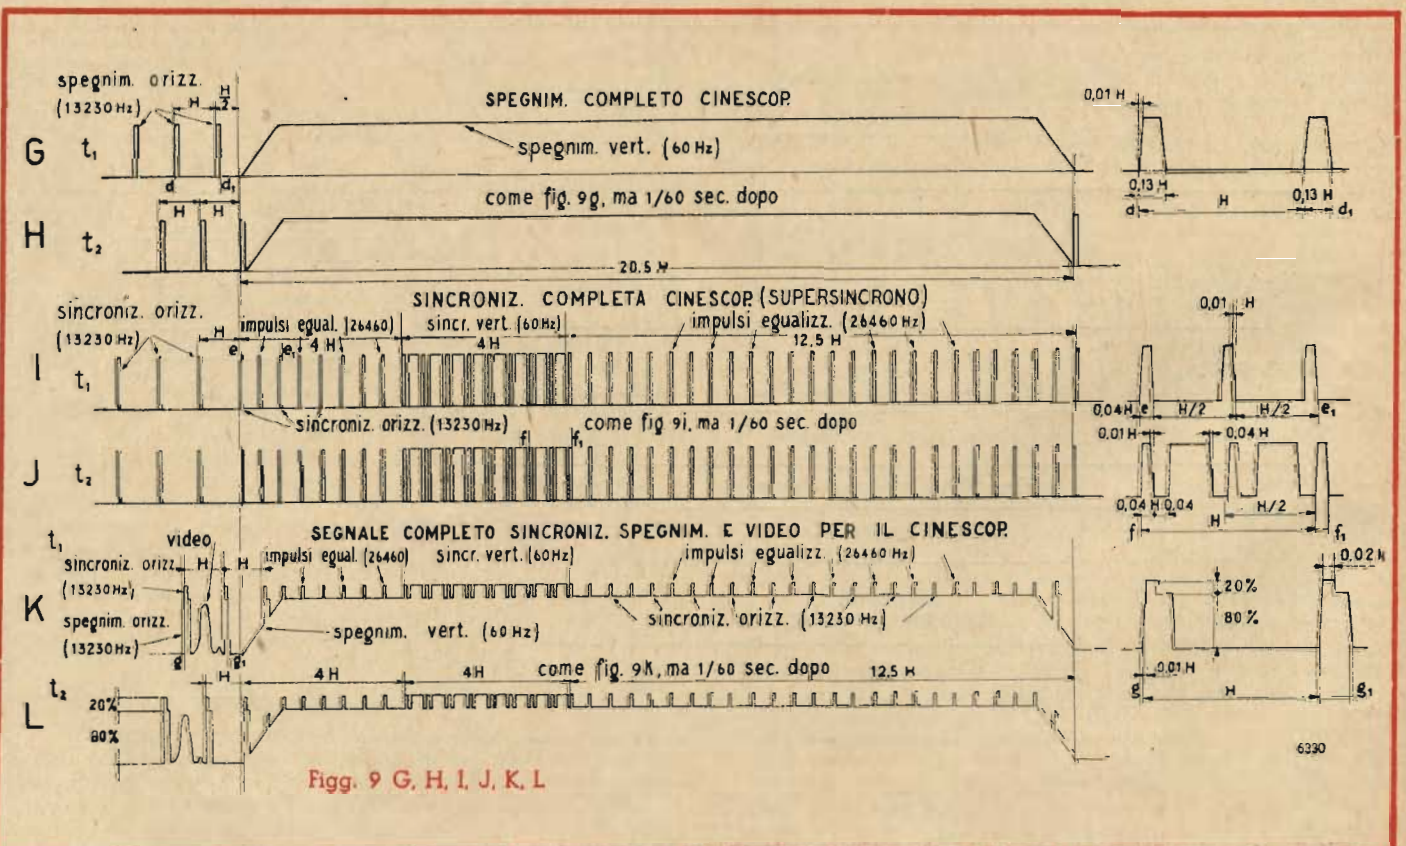 spegnim. orizz.
(13230 Hz)
H
H/2
SPEGNIM. COMPLETO CINESCOP.
spegnim. vert. (60 Hz)
G
t₁
d
d₁
0,01 H
0,13 H
H
0,13 H
d
d₁
H
H
come fig. 9g, ma 1/60 sec. dopo
H
t₂
20,5 H
SINCRONIZ. COMPLETA CINESCOP. (SUPERSINCRONO)
sincroniz. orizz.
(13230 Hz)
H
impulsi egual. (26460)
4 H
sincr. vert. (60Hz)
4H
impulsi egualizz. (26460 Hz)
12,5 H
e
e₁
I
t₁
0,01 H
0,04 H
e
H/2
H/2
e₁
sincroniz. orizz. (13230 Hz)
come fig 9i, ma 1/60 sec. dopo
f
f₁
J
t₂
0,01 H
0,04 H
0,04 H
0,04
H/2
f
H
f₁
SEGNALE COMPLETO SINCRONIZ. SPEGNIM. E VIDEO PER IL CINESCOP.
t₁
video
sincroniz. orizz.
H
H
(13230 Hz)
impulsi egual. (26460)
sincr. vert. (60Hz)
impulsi egualizz. (26460 Hz)
K
spegnim. orizz.
(13230 Hz)
spegnim. vert. (60 Hz)
sincroniz. orizz. (13230 Hz)
g
g₁
0,02 H
20%
80%
0,01 H
g
H
g₁
t₂
H
4 H
4H
come fig. 9K, ma 1/60 sec. dopo
12,5 H
L
20%
80%
6330
Figg. 9 G, H, I, J, K, L